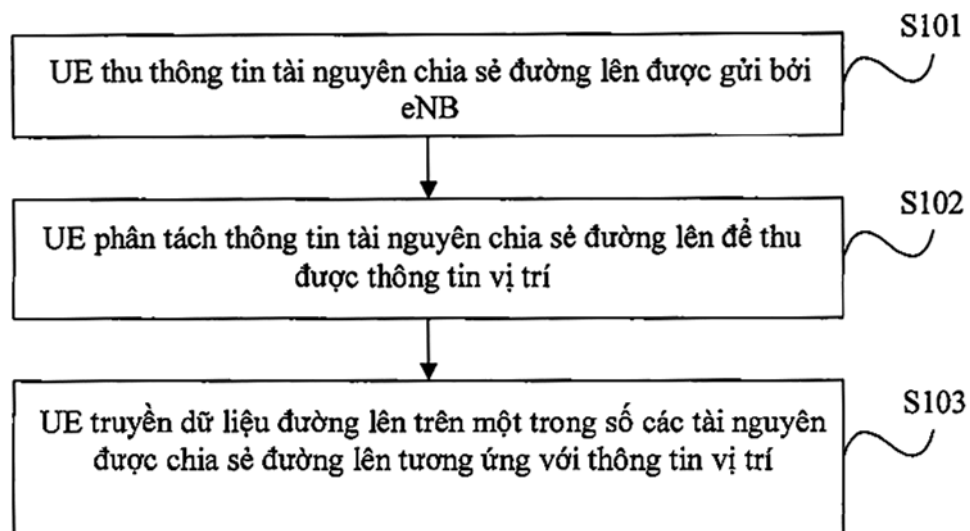 S101
UE thu thông tin tài nguyên chia sẻ đường lên được gửi bởi
eNB
S102
UE phân tách thông tin tài nguyên chia sẻ đường lên để thu
được thông tin vị trí
S103
UE truyền dữ liệu đường lên trên một trong số các tài nguyên
được chia sẻ đường lên tương ứng với thông tin vị trí